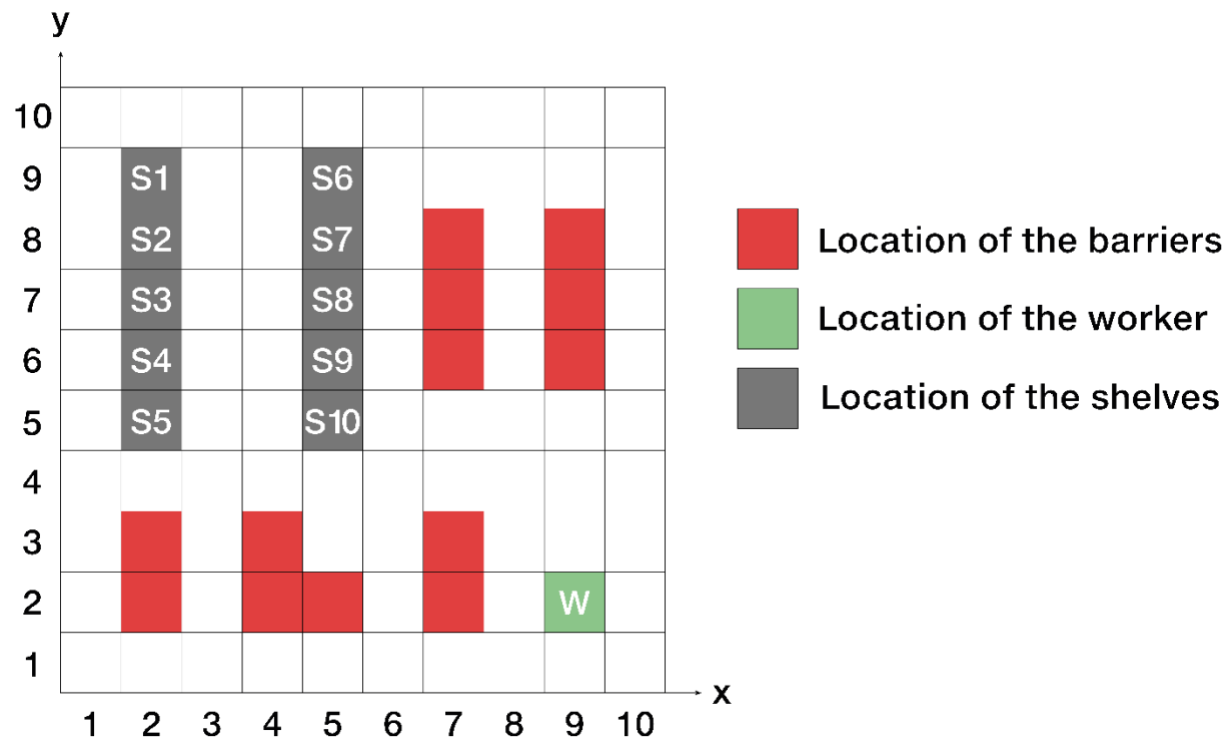 y
10
9 S1 S6
8 S2 S7
7 S3 S8
6 S4 S9
5 S5 S10
4
3
2 W
1
x
1 2 3 4 5 6 7 8 9 10
Location of the barriers
Location of the worker
Location of the shelves